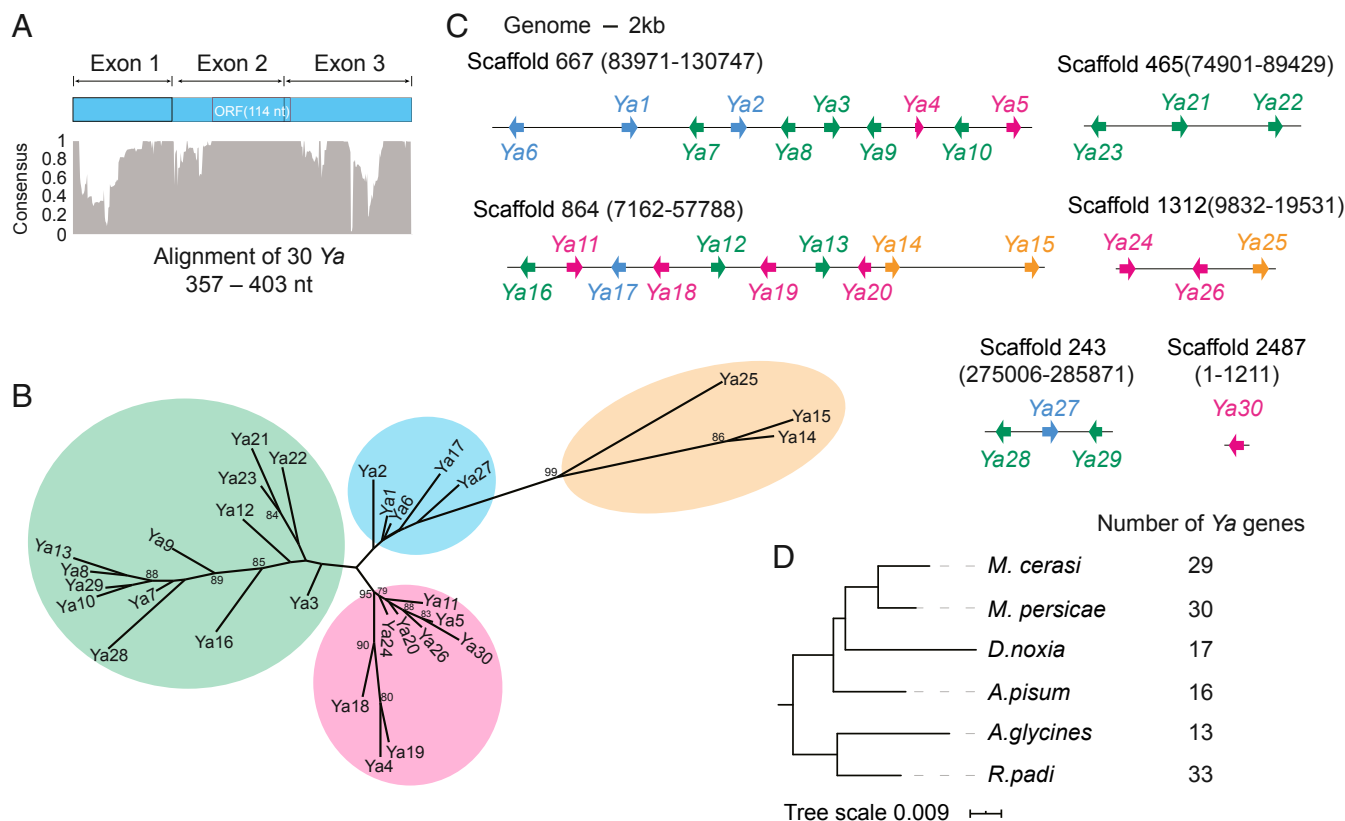 A
Exon 1 Exon 2 Exon 3
ORF(114 nt)
Consensus
1
0.8
0.6
0.4
0.2
0
Alignment of 30 Ya
357 – 403 nt
C
Genome – 2kb
Scaffold 667 (83971-130747)
Ya1 Ya2 Ya3 Ya4 Ya5
Ya6 Ya7 Ya8 Ya9 Ya10
Scaffold 465(74901-89429)
Ya21 Ya22
Ya23
Scaffold 864 (7162-57788)
Ya11 Ya12 Ya13 Ya14 Ya15
Ya16 Ya17 Ya18 Ya19 Ya20
Scaffold 1312(9832-19531)
Ya24 Ya25
Ya26
Scaffold 243
(275006-285871)
Ya27
Ya28 Ya29
Scaffold 2487
(1-1211)
Ya30
B
Ya21
Ya22
Ya23
84
Ya12
Ya9
Ya13
Ya8
Ya29
Ya10
88
Ya7
89
85
Ya28
Ya16
Ya3
Ya2
Ya1
Ya6
Ya17
Ya27
99
Ya25
86
Ya15
Ya14
95
79
88
83
Ya11
Ya5
Ya30
Ya26
Ya20
Ya24
90
Ya18
80
Ya19
Ya4
D
Number of Ya genes
M. cerasi 29
M. persicae 30
D.noxia 17
A.pisum 16
A.glycines 13
R.padi 33
Tree scale 0.009